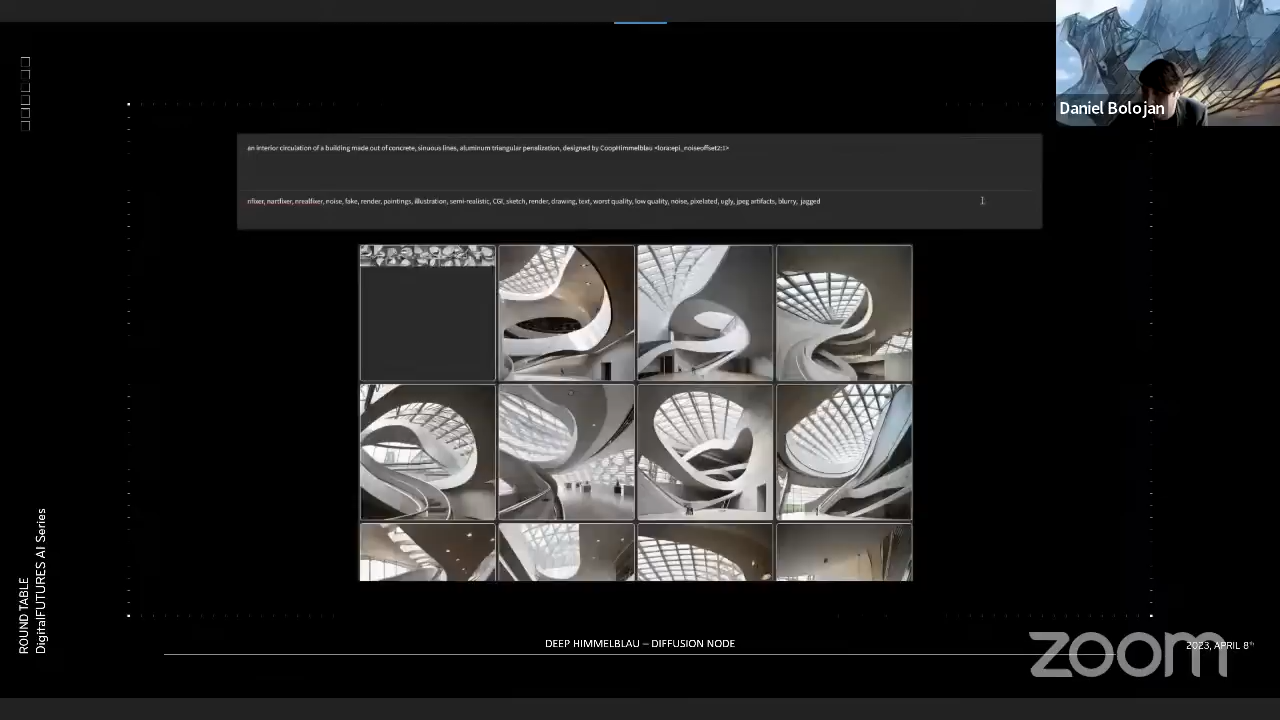 Daniel Bolojan
an interior circulation of a building made out of concrete, sinuous lines, aluminum triangular penalization, designed by CoopHimmelblau <lora:epi_noiseoffset2:1>
rfixer, nartfixer, nrealfixer, noise, fake, render, paintings, illustration, semi-realistic, CGI, sketch, render, drawing, text, worst quality, low quality, noise, pixelated, ugly, jpeg artifacts, blurry, jagged
ROUND TABLE
DigitalFUTURES AI Series
DEEP HIMMELBLAU – DIFFUSION NODE
2023, APRIL 8th
zoom